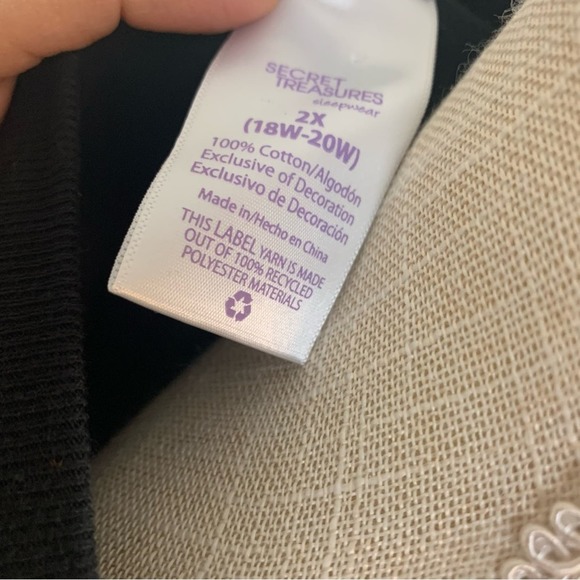 SECRET
TREASURES
sleepwear
2X
(18W-20W)
100% Cotton/Algodón
Exclusive of Decoration
Exclusivo de Decoración
Made in/Hecho en China
THIS LABEL YARN IS MADE
OUT OF 100% RECYCLED
POLYESTER MATERIALS